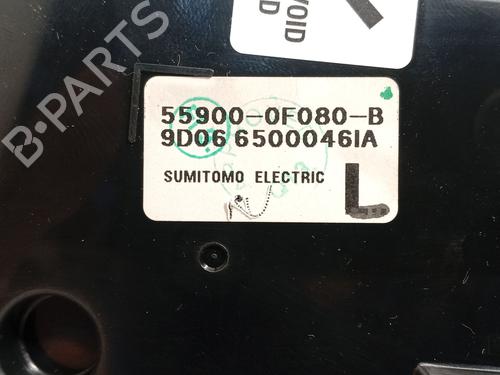 VOID
D
55900-0F080-B
9D06 6500046IA
SUMITOMO ELECTRIC
L
B-PARTS